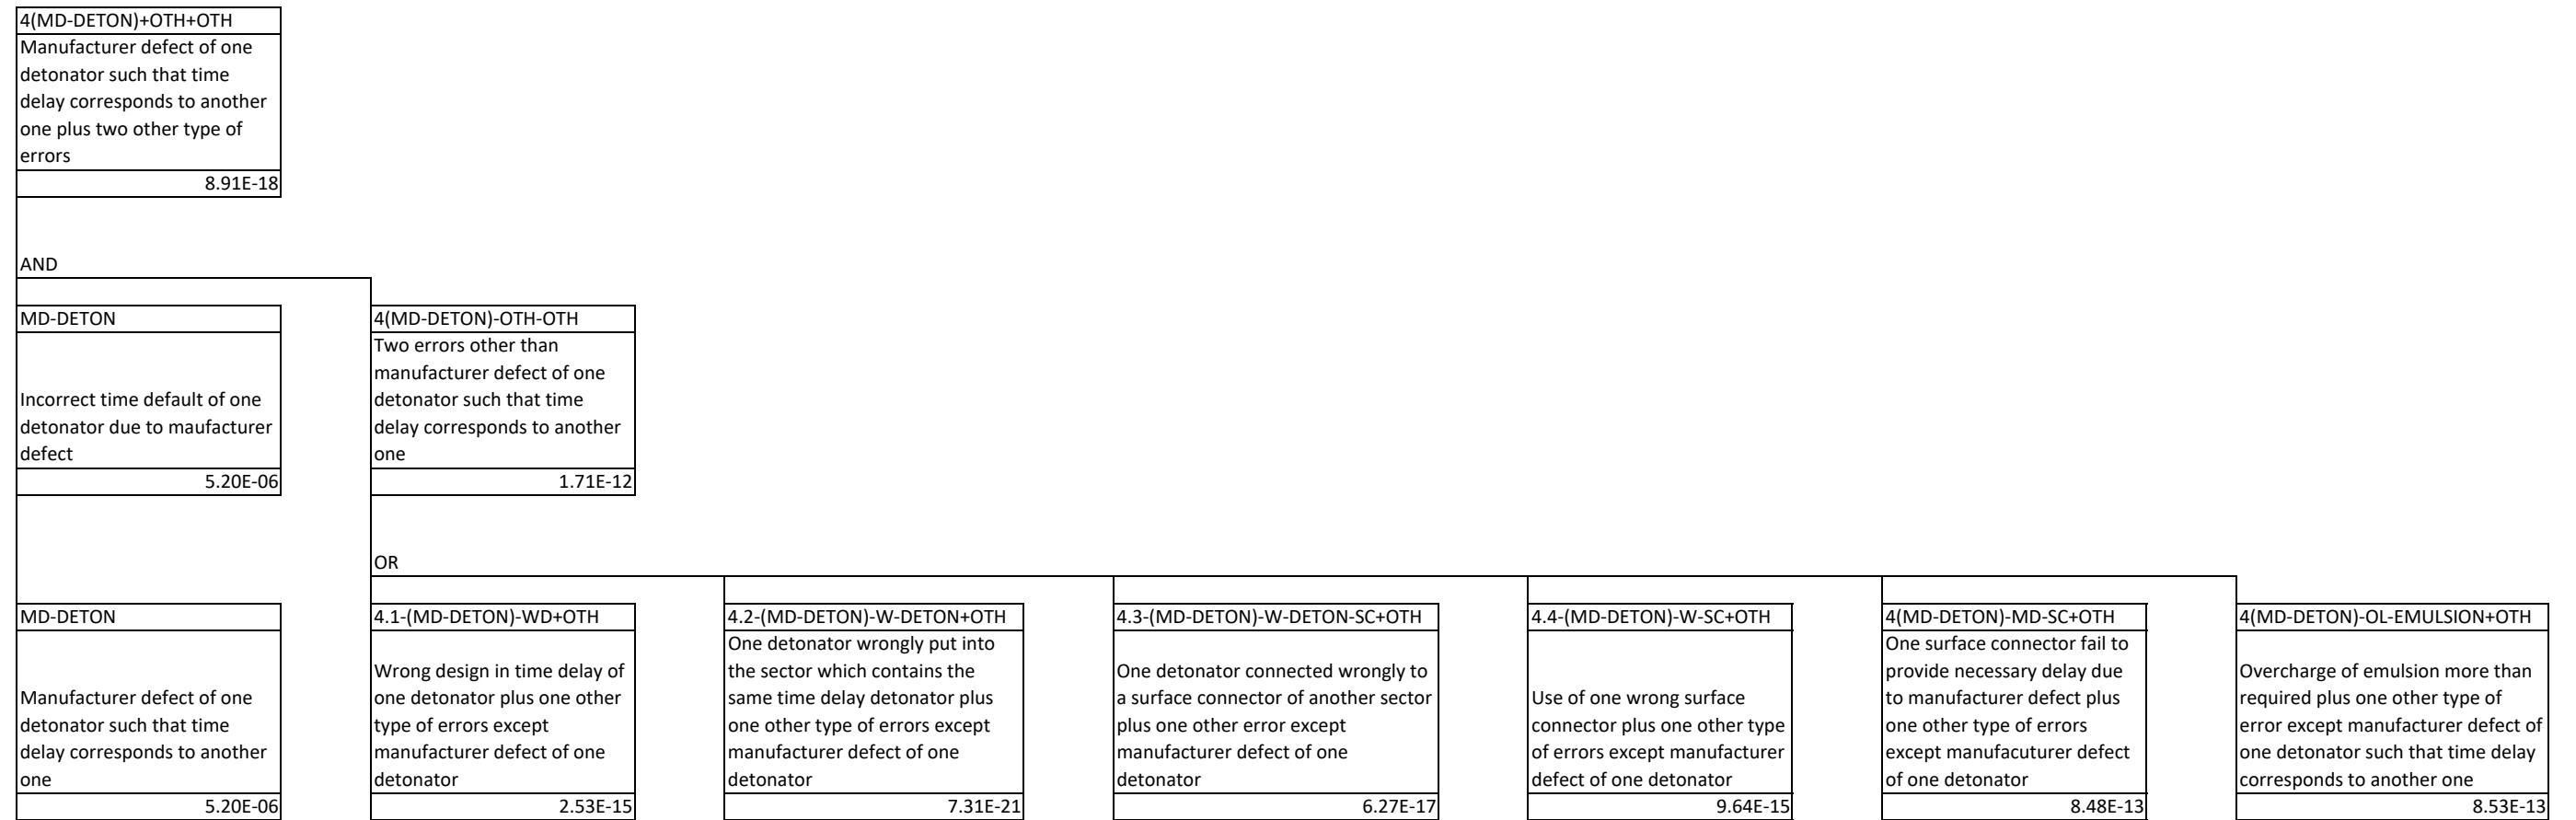 4(MD-DETON)+OTH+OTH
Manufacturer defect of one
detonator such that time
delay corresponds to another
one plus two other type of
errors
8.91E-18
AND
MD-DETON
Incorrect time default of one
detonator due to maufacturer
defect
5.20E-06
4(MD-DETON)-OTH-OTH
Two errors other than
manufacturer defect of one
detonator such that time
delay corresponds to another
one
1.71E-12
OR
MD-DETON
Manufacturer defect of one
detonator such that time
delay corresponds to another
one
5.20E-06
4.1-(MD-DETON)-WD+OTH
Wrong design in time delay of
one detonator plus one other
type of errors except
manufacturer defect of one
detonator
2.53E-15
4.2-(MD-DETON)-W-DETON+OTH
One detonator wrongly put into
the sector which contains the
same time delay detonator plus
one other type of errors except
manufacturer defect of one
detonator
7.31E-21
4.3-(MD-DETON)-W-DETON-SC+OTH
One detonator connected wrongly to
a surface connector of another sector
plus one other error except
manufacturer defect of one
detonator
6.27E-17
4.4-(MD-DETON)-W-SC+OTH
Use of one wrong surface
connector plus one other type
of errors except manufacturer
defect of one detonator
9.64E-15
4(MD-DETON)-MD-SC+OTH
One surface connector fail to
provide necessary delay due
to manufacturer defect plus
one other type of errors
except manufacuturer defect
of one detonator
8.48E-13
4(MD-DETON)-OL-EMULSION+OTH
Overcharge of emulsion more than
required plus one other type of
error except manufacturer defect of
one detonator such that time delay
corresponds to another one
8.53E-13